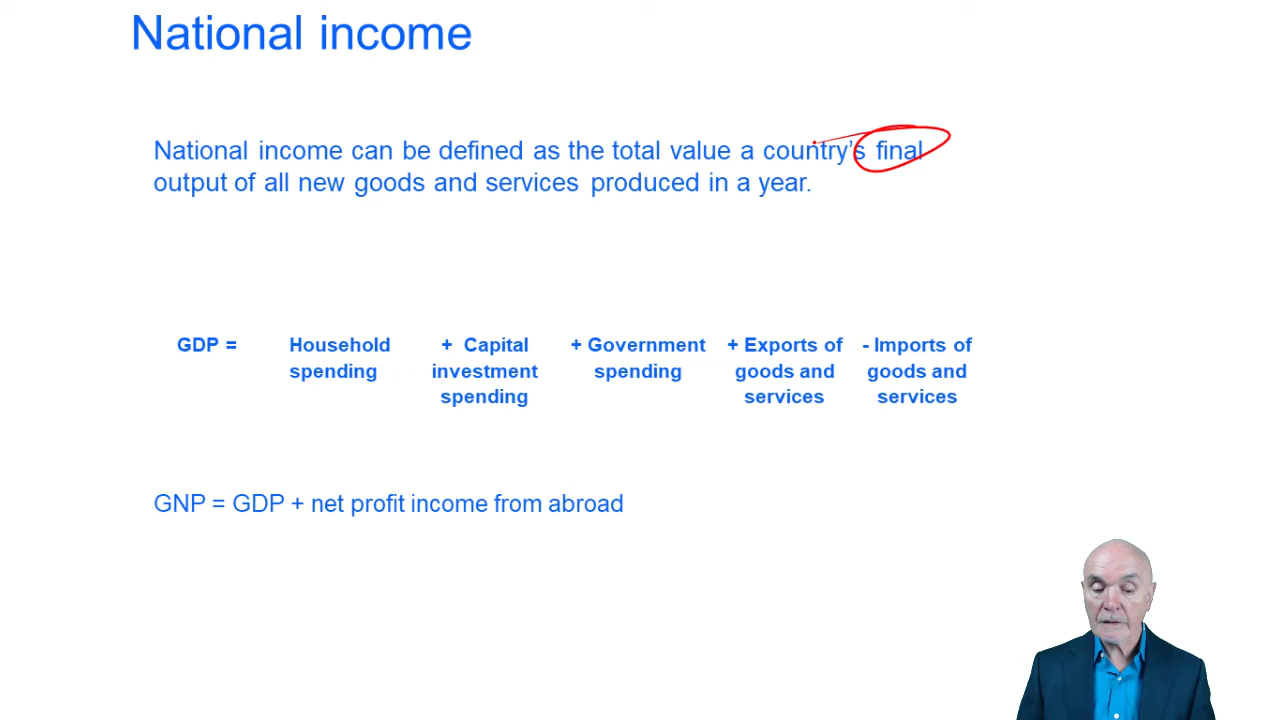 National income
National income can be defined as the total value a country's final
output of all new goods and services produced in a year.
GDP = Household + Capital + Government + Exports of - Imports of
spending investment spending goods and goods and
spending services services
GNP = GDP + net profit income from abroad